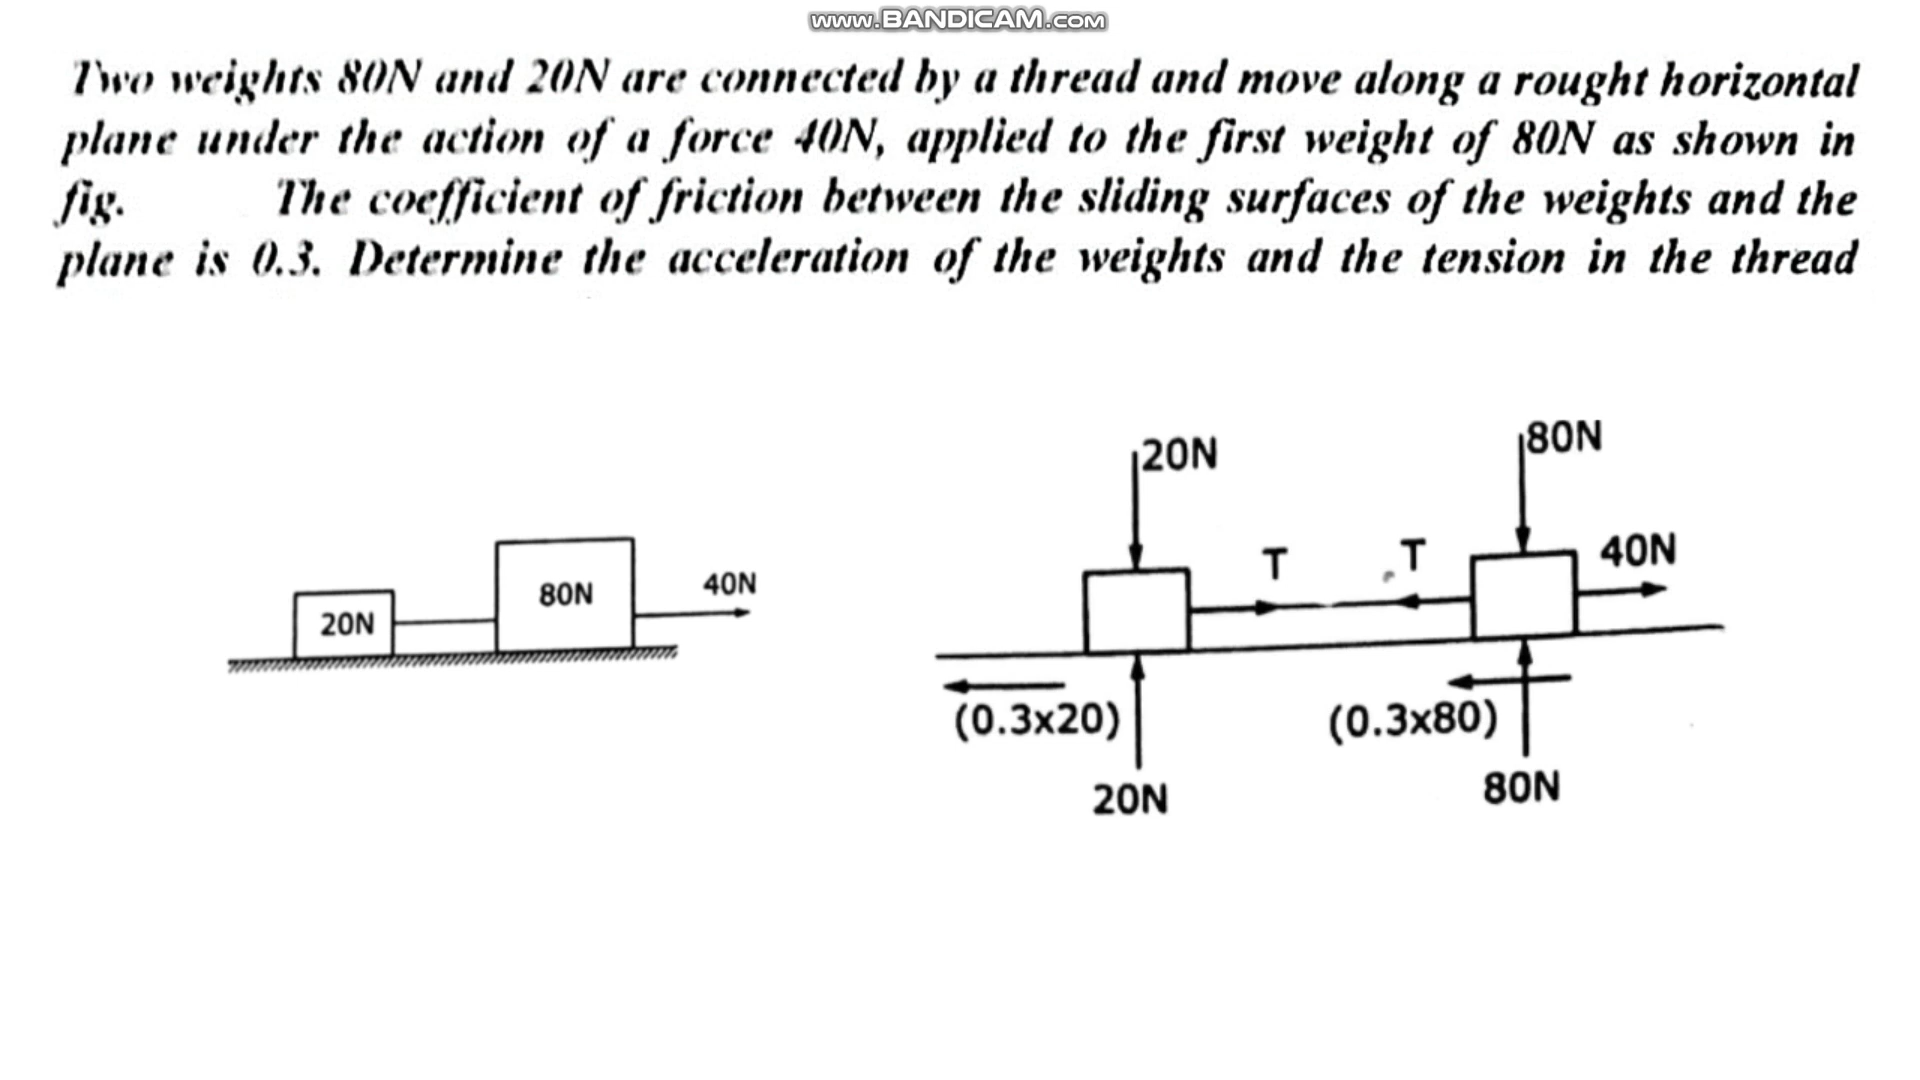 www.BANDICAM.com
Two weights 80N and 20N are connected by a thread and move along a rought horizontal
plane under the action of a force 40N, applied to the first weight of 80N as shown in
fig. The coefficient of friction between the sliding surfaces of the weights and the
plane is 0.3. Determine the acceleration of the weights and the tension in the thread
20N
80N
40N
20N
80N
T
T
40N
(0.3x20)
(0.3x80)
20N
80N